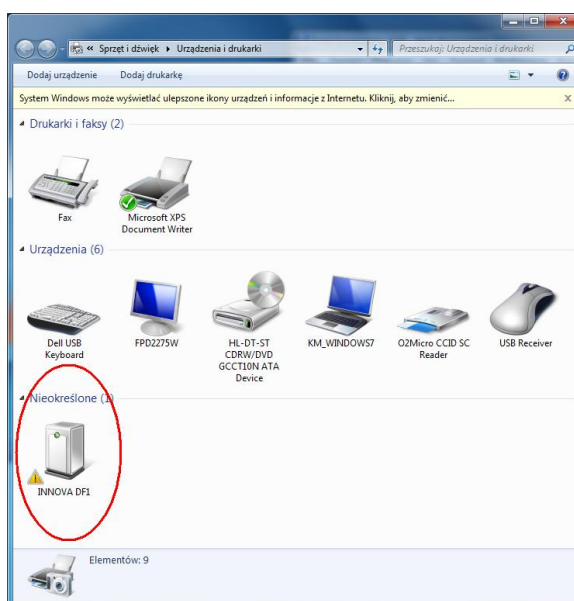 « Sprzęt i dźwięk ▸ Urządzenia i drukarki
Przeszukaj: Urządzenia i drukarki
Dodaj urządzenie Dodaj drukarkę
System Windows może wyświetlać ulepszone ikony urządzeń i informacje z Internetu. Kliknij, aby zmienić...
Drukarki i faksy (2)
Fax
Microsoft XPS
Document Writer
Urządzenia (6)
Dell USB
Keyboard
FPD2275W
HL-DT-ST
CDRW/DVD
GCCT10N ATA
Device
KM_WINDOWS7
O2Micro CCID SC
Reader
USB Receiver
Nieokreślone (1)
INNOVA DF1
Elementów: 9